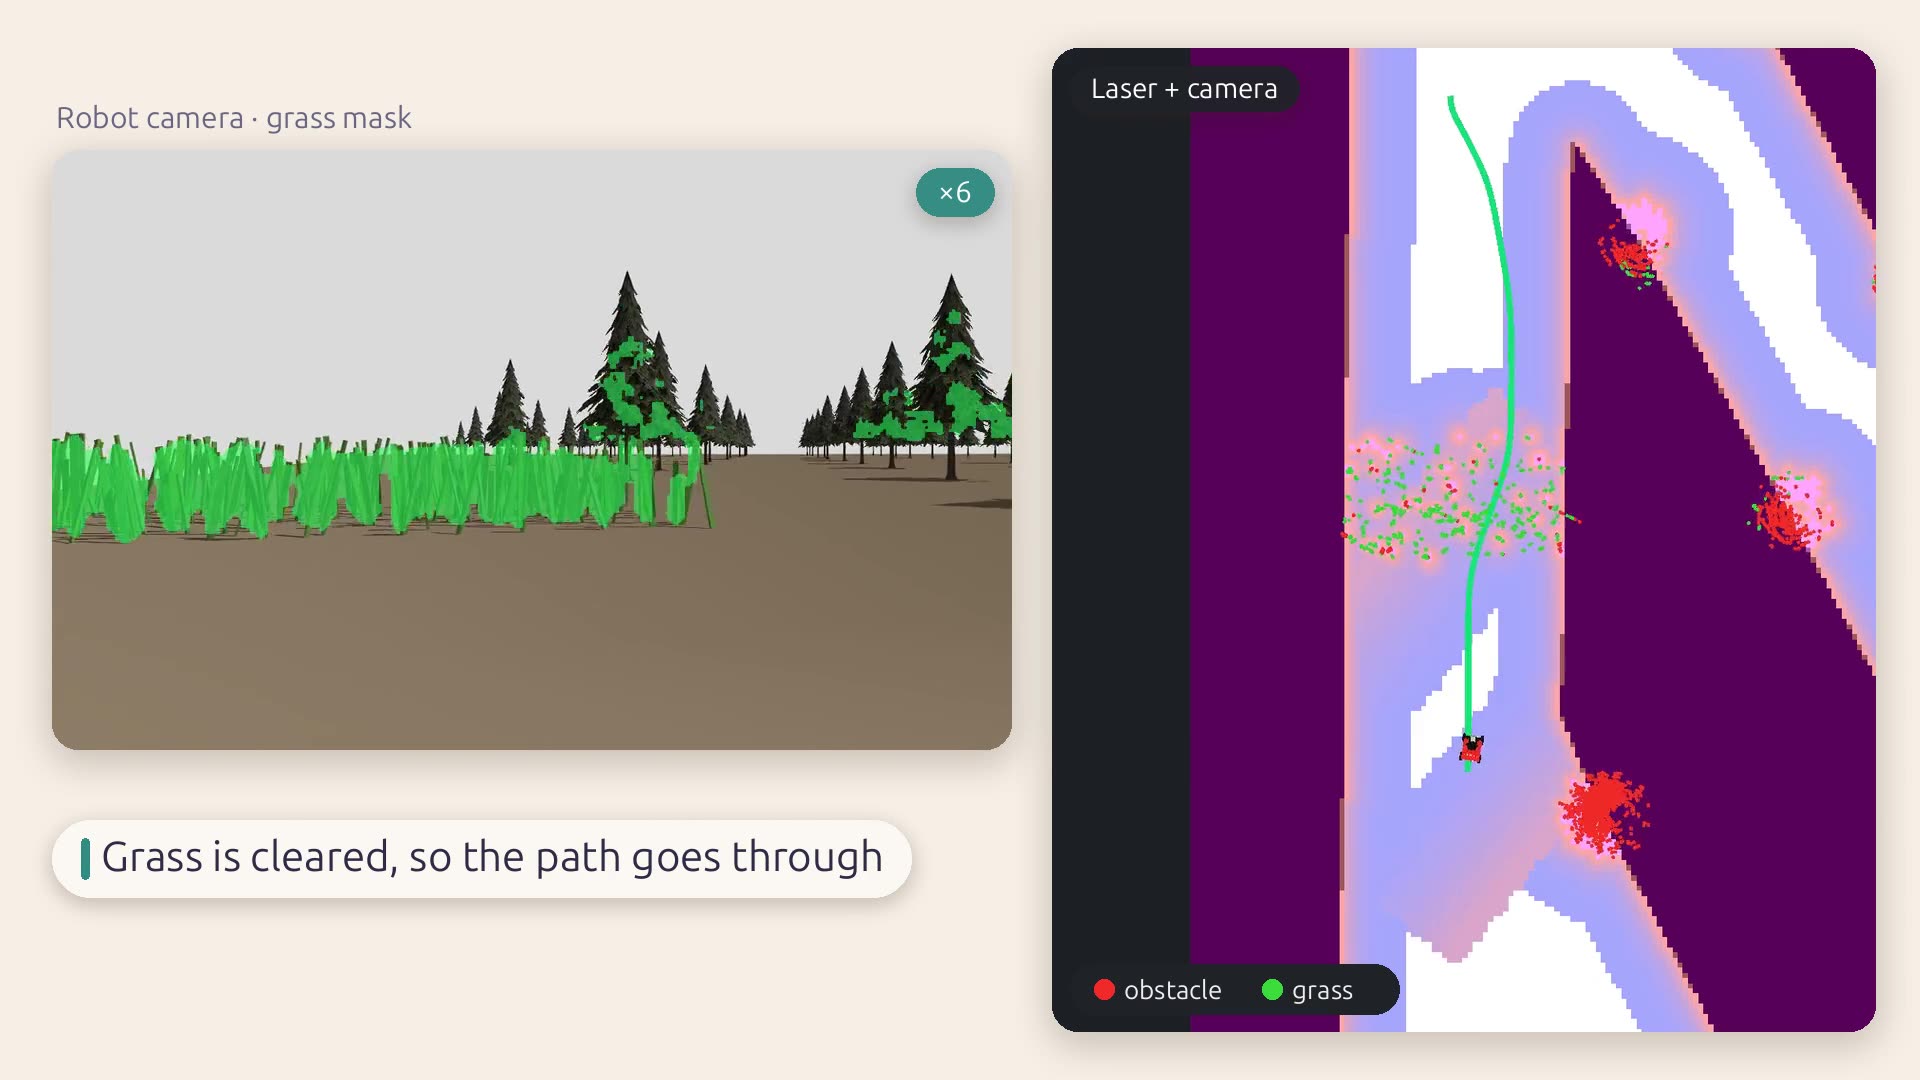 Robot camera · grass mask
×6
Grass is cleared, so the path goes through
Laser + camera
obstacle
grass